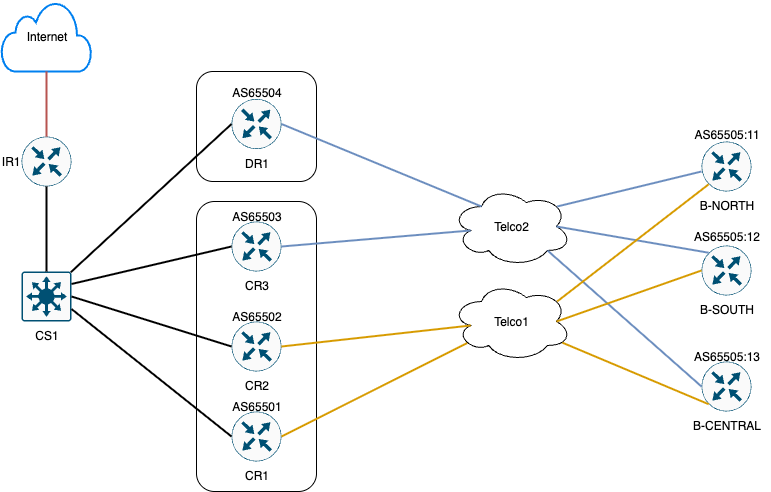 Internet
IR1
CS1
AS65504
DR1
AS65503
CR3
AS65502
CR2
AS65501
CR1
Telco2
Telco1
AS65505:11
B-NORTH
AS65505:12
B-SOUTH
AS65505:13
B-CENTRAL